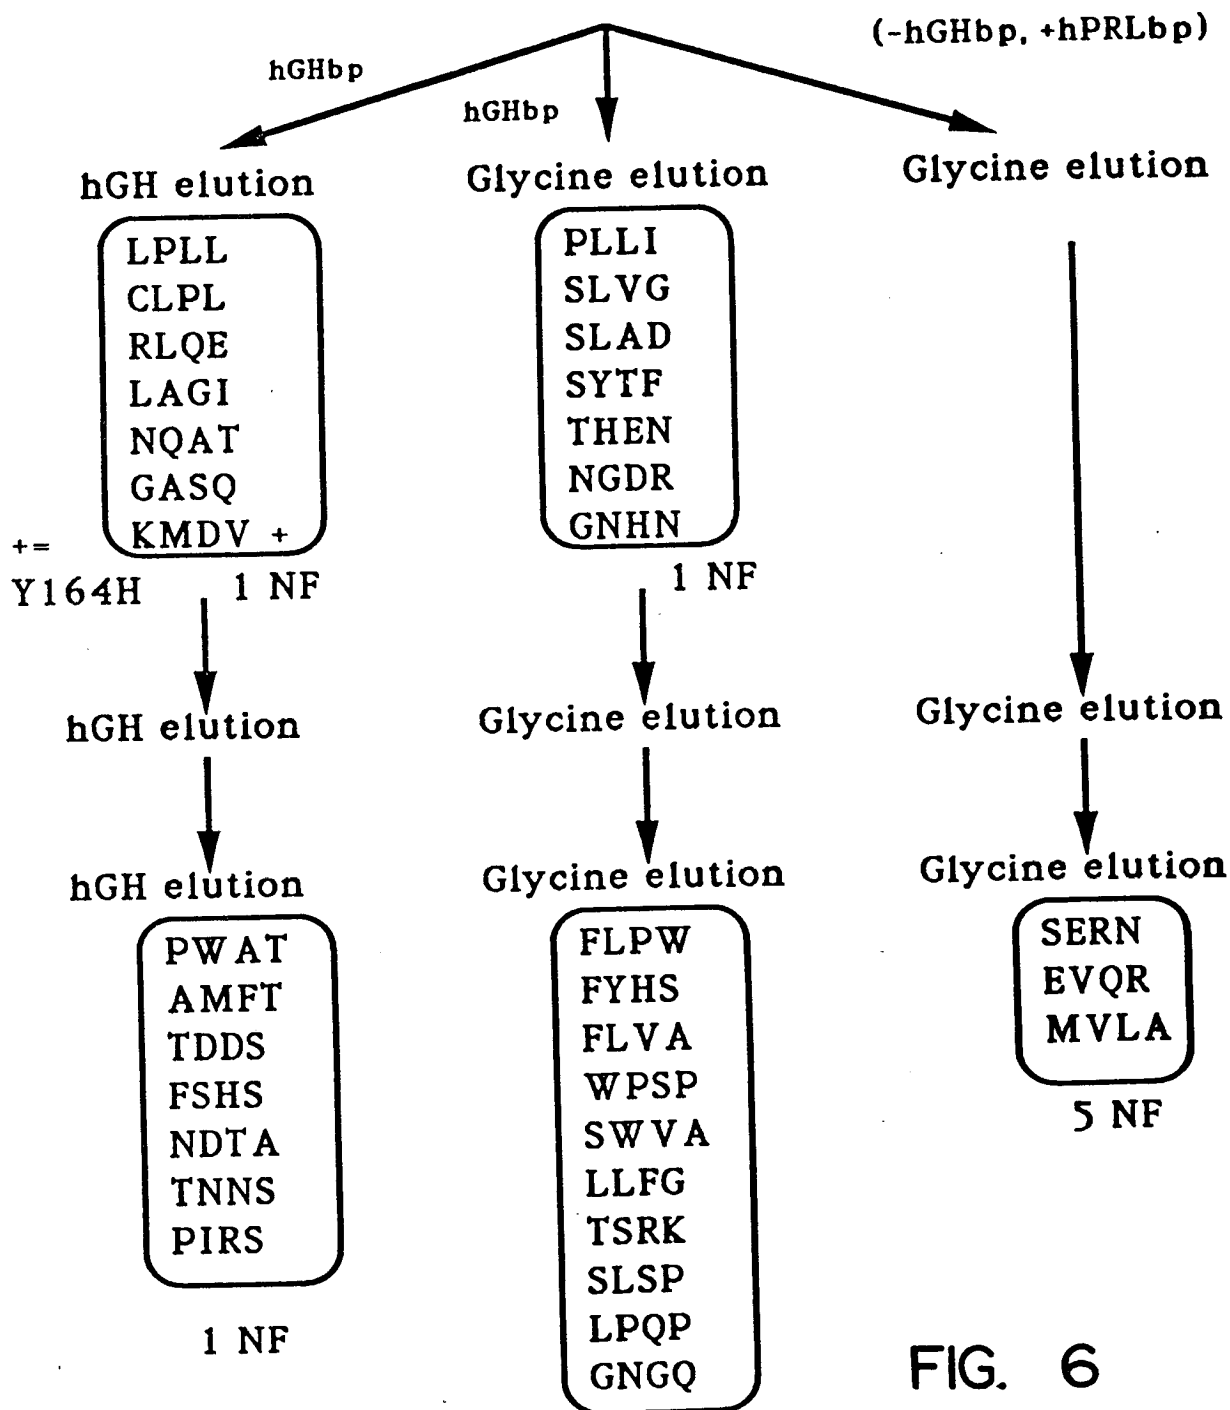 (-hGHbp, +hPRLbp)
hGHbp
hGHbp
hGH elution
LPLL
CLPL
RLQE
LAGI
NQAT
GASQ
KMDV +
+=
Y164H
1 NF
hGH elution
hGH elution
PWAT
AMFT
TDDS
FSHS
NDTA
TNNS
PIRS
1 NF
Glycine elution
PLLI
SLVG
SLAD
SYTF
THEN
NGDR
GNHN
1 NF
Glycine elution
Glycine elution
FLPW
FYHS
FLVA
WPSP
SWVA
LLFG
TSRK
SLSP
LPQP
GNGQ
Glycine elution
Glycine elution
Glycine elution
SERN
EVQR
MVLA
5 NF
FIG. 6